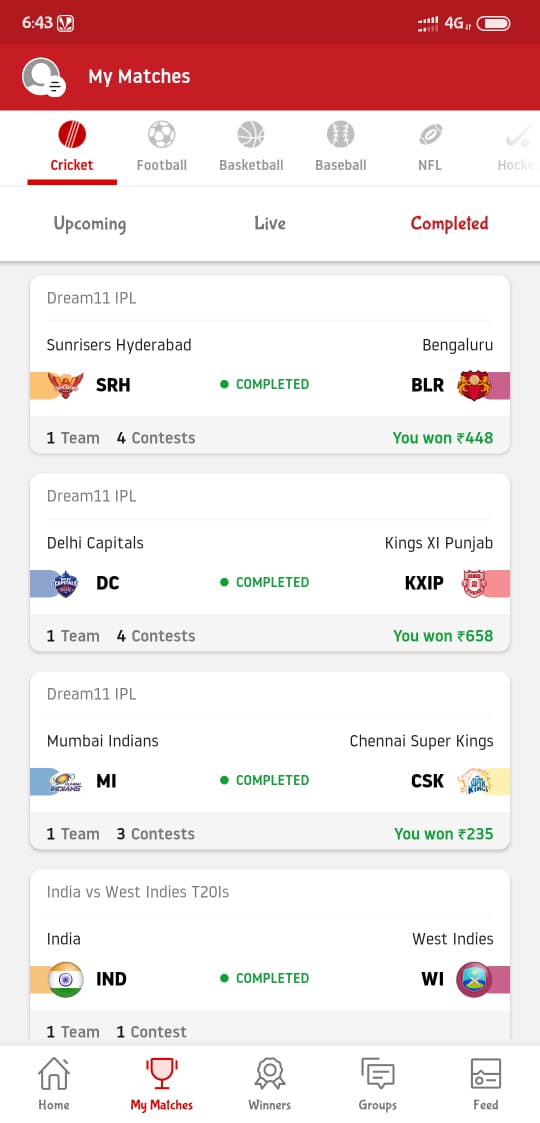 6:43 4G
My Matches
Cricket Football Basketball Baseball NFL Hocke
Upcoming Live Completed
Dream11 IPL
Sunrisers Hyderabad Bengaluru
SRH COMPLETED BLR
1 Team 4 Contests You won ₹448
Dream11 IPL
Delhi Capitals Kings XI Punjab
DC COMPLETED KXIP
1 Team 4 Contests You won ₹658
Dream11 IPL
Mumbai Indians Chennai Super Kings
MI COMPLETED CSK
1 Team 3 Contests You won ₹235
India vs West Indies T20Is
India West Indies
IND COMPLETED WI
1 Team 1 Contest
Home My Matches Winners Groups Feed